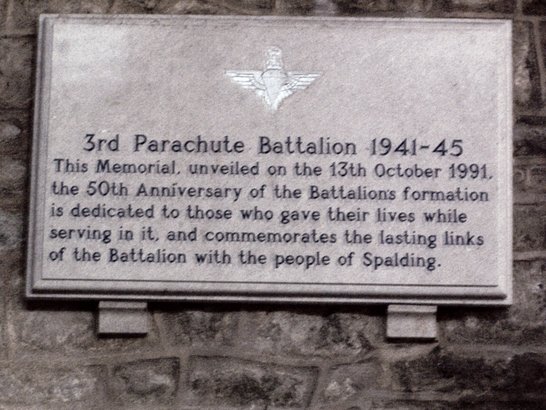 3rd Parachute Battalion 1941-45
This Memorial, unveiled on the 13th October 1991,
the 50th Anniversary of the Battalions formation
is dedicated to those who gave their lives while
serving in it, and commemorates the lasting links
of the Battalion with the people of Spalding.